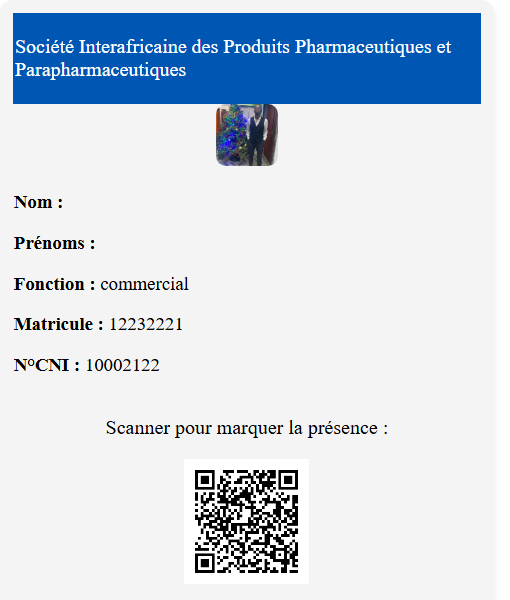 Société Interafricaine des Produits Pharmaceutiques et
Parapharmaceutiques
Nom :
Prénoms :
Fonction : commercial
Matricule : 12232221
N°CNI : 10002122
Scanner pour marquer la présence :